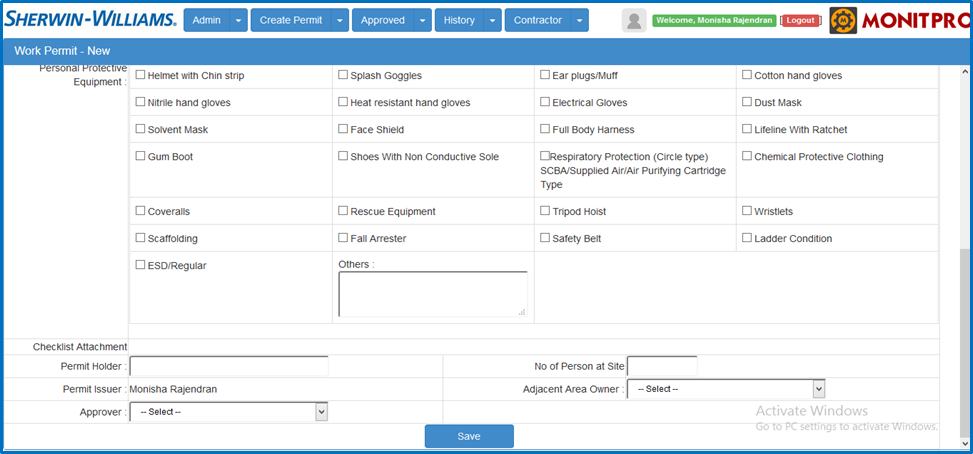 SHERWIN-WILLIAMS®
Admin Create Permit Approved History Contractor
Welcome, Monisha Rajendran [Logout] MONITPRO
Work Permit - New
Personal Protective
Equipment :
Helmet with Chin strip Splash Goggles Ear plugs/Muff Cotton hand gloves
Nitrile hand gloves Heat resistant hand gloves Electrical Gloves Dust Mask
Solvent Mask Face Shield Full Body Harness Lifeline With Ratchet
Gum Boot Shoes With Non Conductive Sole Respiratory Protection (Circle type) Chemical Protective Clothing
SCBA/Supplied Air/Air Purifying Cartridge
Type
Coveralls Rescue Equipment Tripod Hoist Wristlets
Scaffolding Fall Arrester Safety Belt Ladder Condition
ESD/Regular Others :
Checklist Attachment
Permit Holder : No of Person at Site
Permit Issuer : Monisha Rajendran Adjacent Area Owner : -- Select --
Approver : -- Select --
Activate Windows
Go to PC settings to activate Windows.
Save